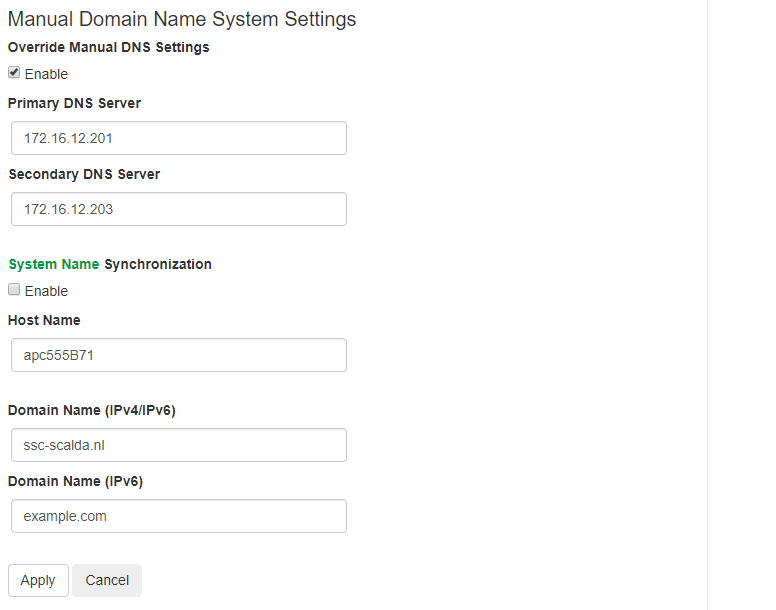 Manual Domain Name System Settings
Override Manual DNS Settings
Enable
Primary DNS Server
172.16.12.201
Secondary DNS Server
172.16.12.203
System Name Synchronization
Enable
Host Name
apc555B71
Domain Name (IPv4/IPv6)
ssc-scalda.nl
Domain Name (IPv6)
example.com
Apply Cancel